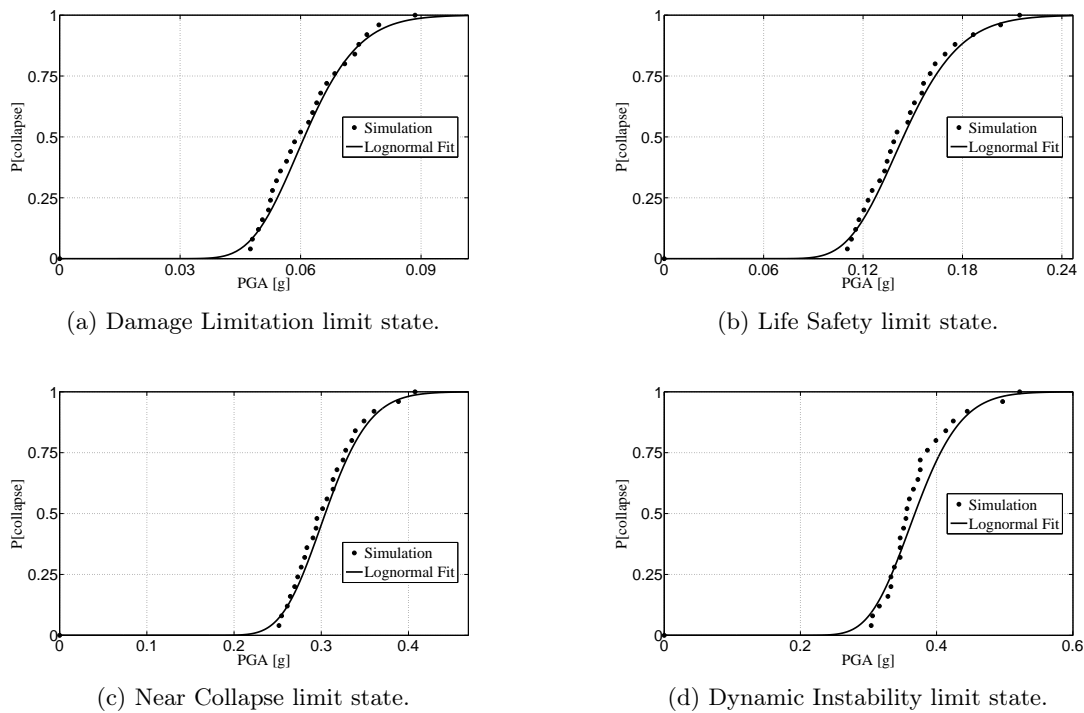 1
0.75
0.5
0.25
0
P[collapse]
0
0.03
0.06
0.09
PGA [g]
Simulation
Lognormal Fit
(a) Damage Limitation limit state.
1
0.75
0.5
0.25
0
P[collapse]
0
0.06
0.12
0.18
0.24
PGA [g]
Simulation
Lognormal Fit
(b) Life Safety limit state.
1
0.75
0.5
0.25
0
P[collapse]
0
0.1
0.2
0.3
0.4
PGA [g]
Simulation
Lognormal Fit
(c) Near Collapse limit state.
1
0.75
0.5
0.25
0
P[collapse]
0
0.2
0.4
0.6
PGA [g]
Simulation
Lognormal Fit
(d) Dynamic Instability limit state.